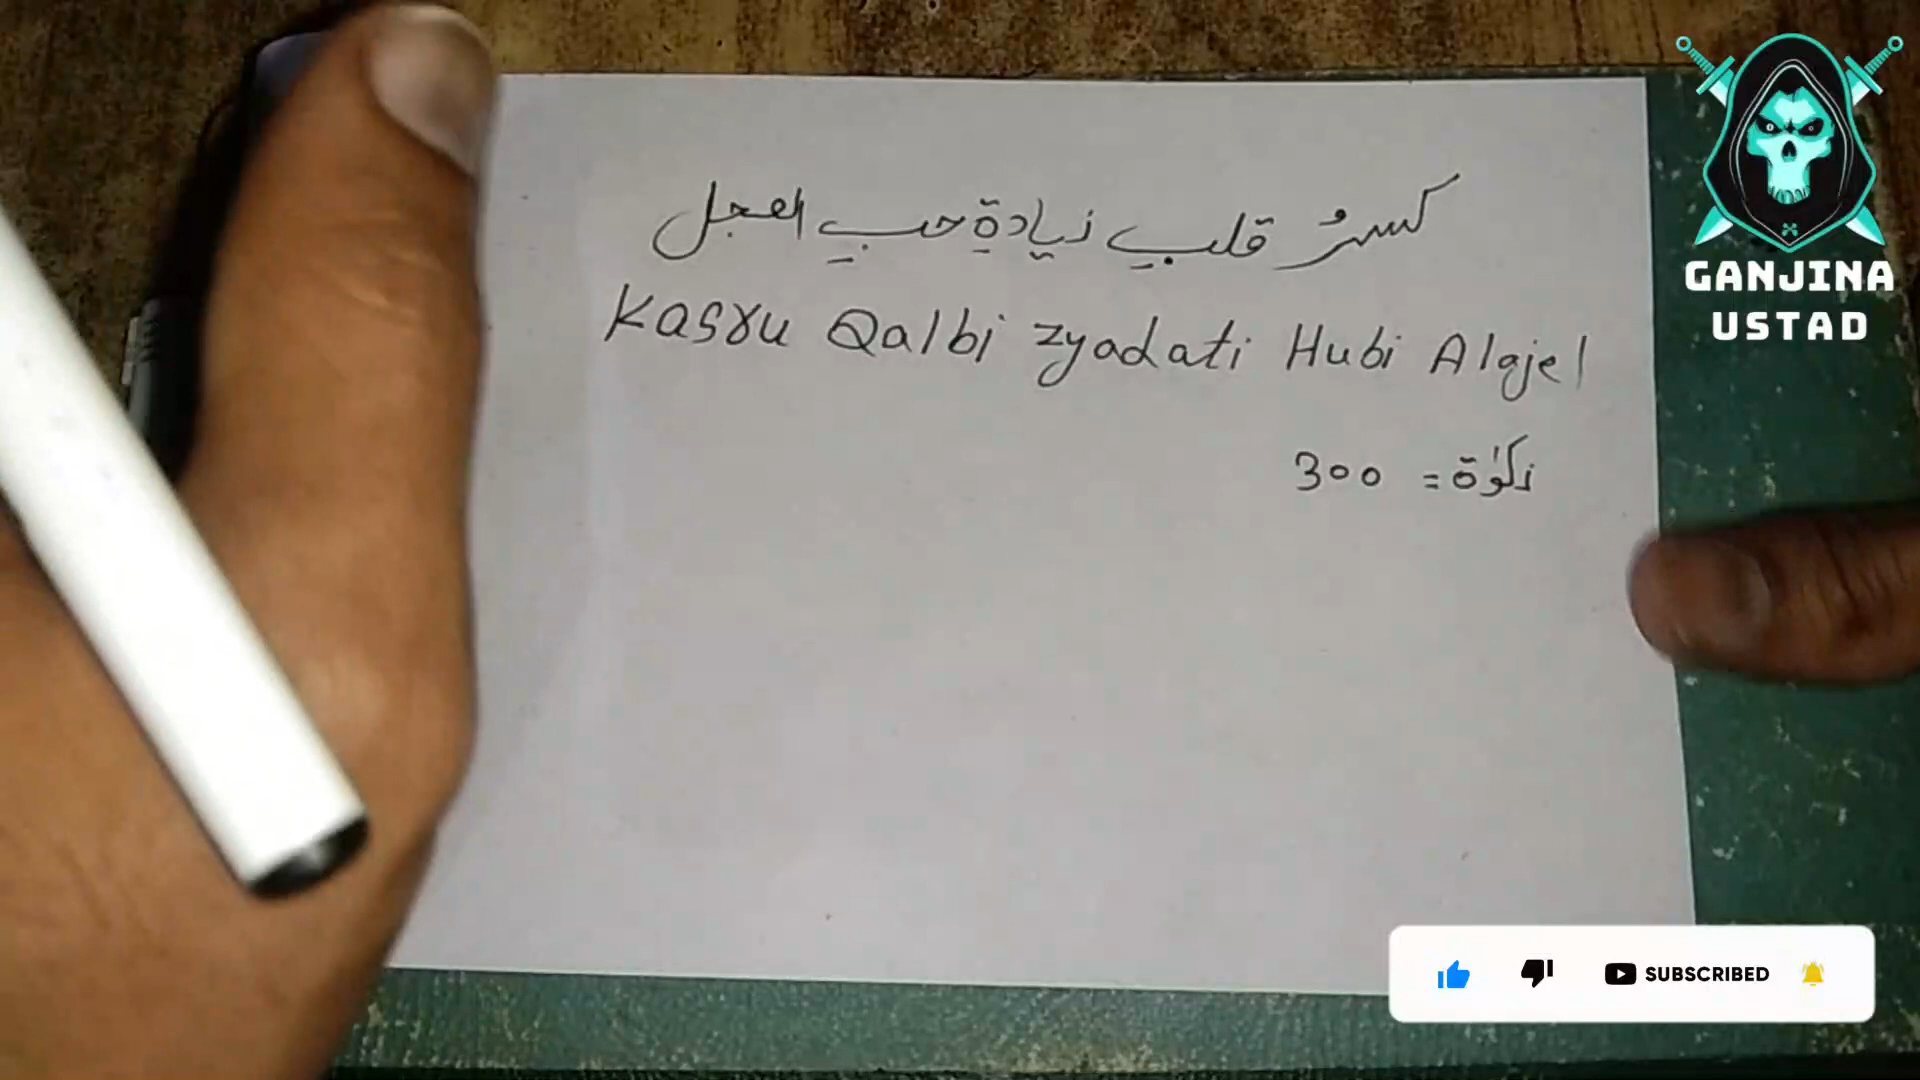 كسرُ قلبِ زيادةِ حبِ العجل
Kasru Qalbi zyadati Hubi Alajel
زكوٰة = 300
GANJINA
USTAD
SUBSCRIBED